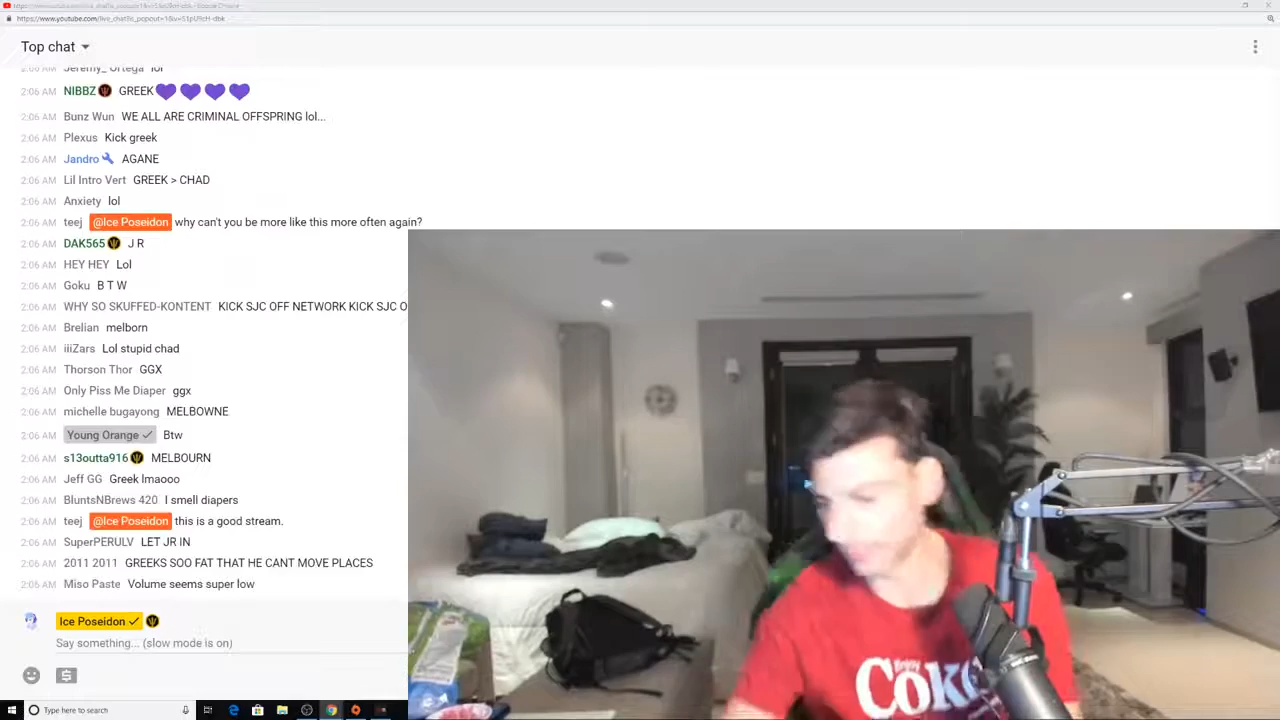 Top chat
2:06 AM Jeremy_ Ortega lol
2:06 AM NIBBZ GREEK
2:06 AM Bunz Wun WE ALL ARE CRIMINAL OFFSPRING lol...
2:06 AM Plexus Kick greek
2:06 AM Jandro AGANE
2:06 AM Lil Intro Vert GREEK > CHAD
2:06 AM Anxiety lol
2:06 AM teej @Ice Poseidon why can't you be more like this more often again?
2:06 AM DAK565 J R
2:06 AM HEY HEY Lol
2:06 AM Goku B T W
2:06 AM WHY SO SKUFFED-KONTENT KICK SJC OFF NETWORK KICK SJC O
2:06 AM Brelian melborn
2:06 AM iiiZars Lol stupid chad
2:06 AM Thorson Thor GGX
2:06 AM Only Piss Me Diaper ggx
2:06 AM michelle bugayong MELBOWNE
2:06 AM Young Orange Btw
2:06 AM s13outta916 MELBOURN
2:06 AM Jeff GG Greek lmaooo
2:06 AM BluntsNBrews 420 I smell diapers
2:06 AM teej @Ice Poseidon this is a good stream.
2:06 AM SuperPERULV LET JR IN
2:06 AM 2011 2011 GREEKS SOO FAT THAT HE CANT MOVE PLACES
2:06 AM Miso Paste Volume seems super low
Ice Poseidon
Say something... (slow mode is on)
Enjoy
Coke
Type here to search